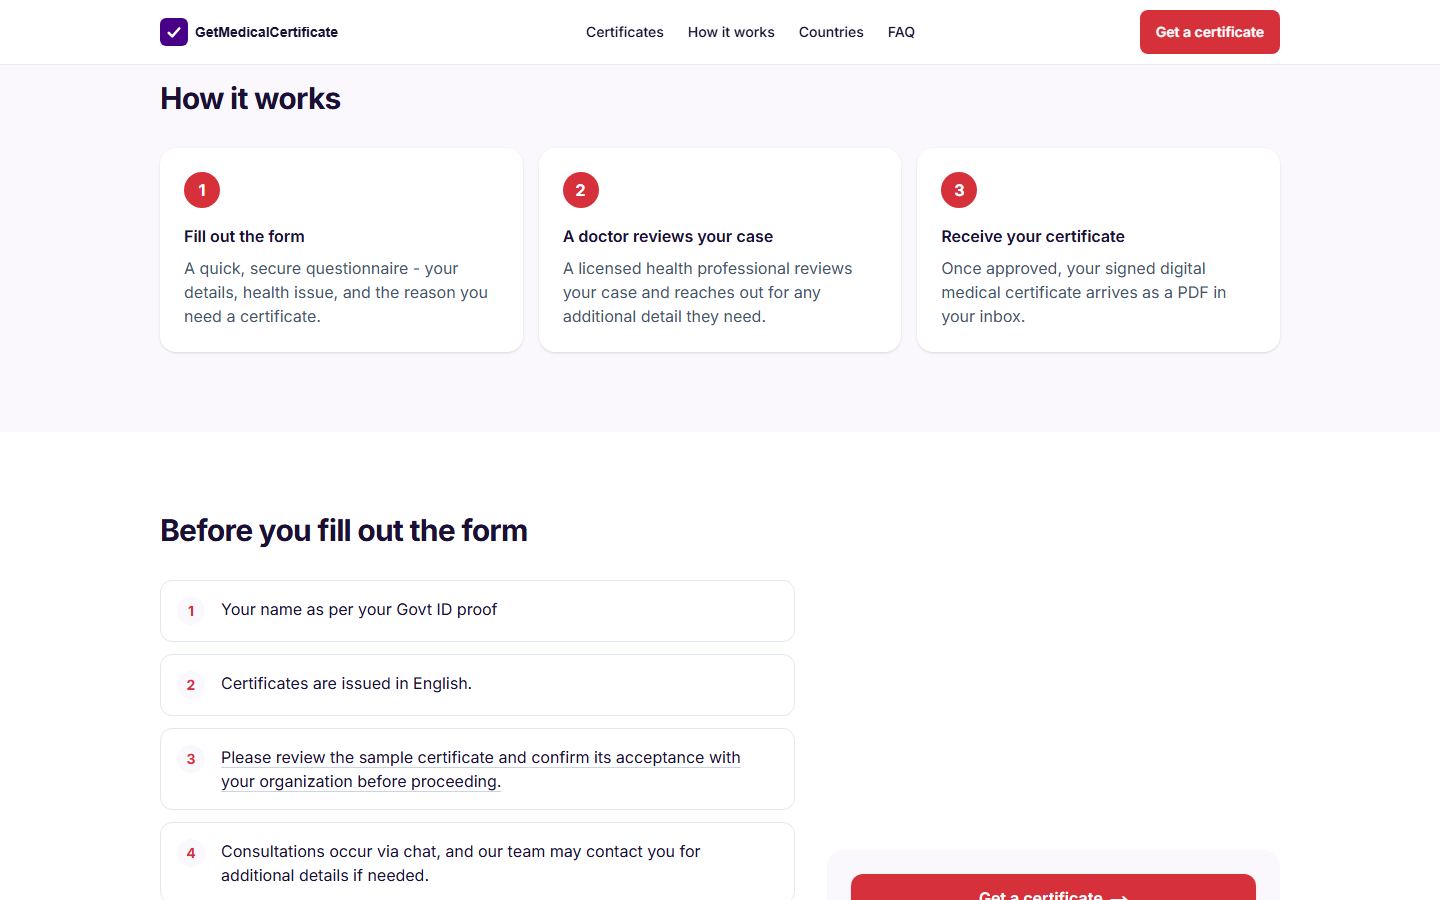 GetMedicalCertificate
Certificates
How it works
Countries
FAQ
Get a certificate
How it works
1
Fill out the form
A quick, secure questionnaire - your
details, health issue, and the reason you
need a certificate.
2
A doctor reviews your case
A licensed health professional reviews
your case and reaches out for any
additional detail they need.
3
Receive your certificate
Once approved, your signed digital
medical certificate arrives as a PDF in
your inbox.
Before you fill out the form
1
Your name as per your Govt ID proof
2
Certificates are issued in English.
3
Please review the sample certificate and confirm its acceptance with
your organization before proceeding.
4
Consultations occur via chat, and our team may contact you for
additional details if needed.
Get a certificate →